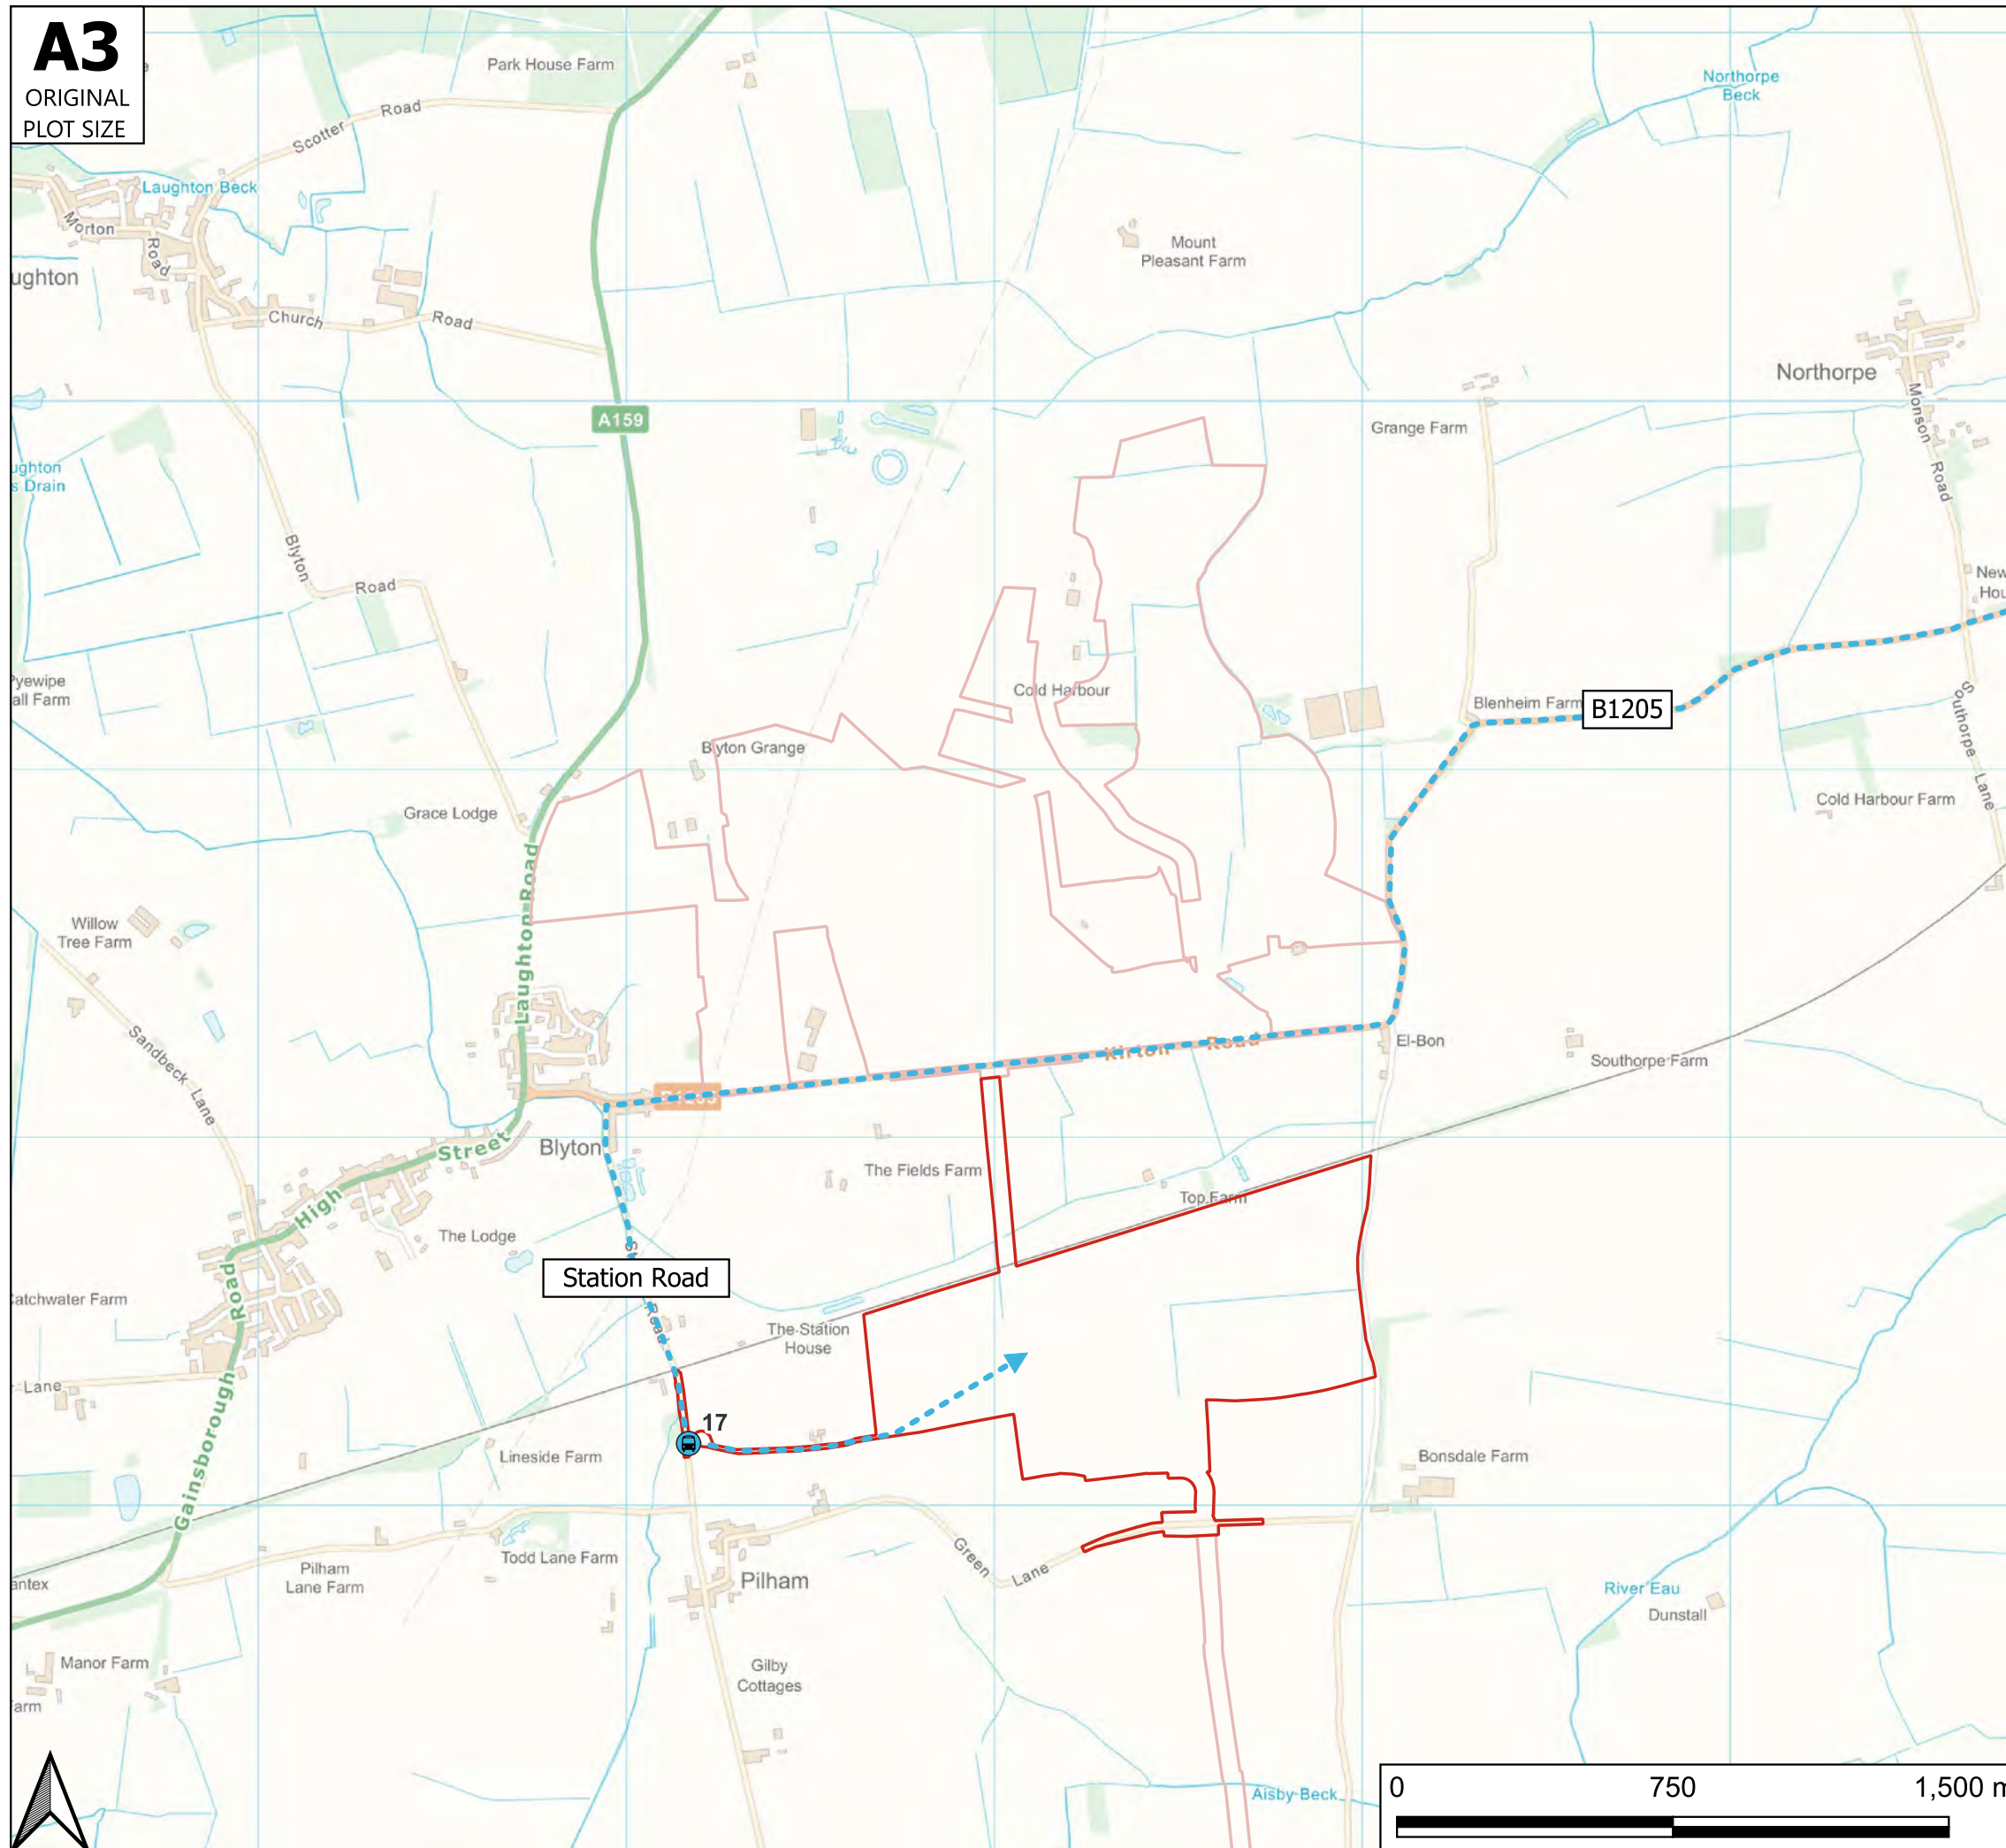 A3
ORIGINAL
PLOT SIZE
Park House Farm
Northorpe
Beck
Scotter Road
Laughton Beck
Morton
Road
ughton
Mount
Pleasant Farm
Church Road
Northorpe
A159
Grange Farm
Monson Road
ughton
s Drain
Blyton Road
New
Hou
Cold Harbour
Pyewipe
all Farm
Blenheim Farm
B1205
Southorpe Lane
Blyton Grange
Grace Lodge
Cold Harbour Farm
Laughton Road
Willow
Tree Farm
Sandbeck Lane
Kirton Road
El-Bon
Southorpe Farm
B1205
High Street
Blyton
The Fields Farm
Top Farm
The Lodge
Station Road
Road
atchwater Farm
The Station
House
Lane
17
Gainsborough Road
Lineside Farm
Bonsdale Farm
Todd Lane Farm
Pilham
Lane Farm
Pilham
Green Lane
antex
River Eau
Dunstall
Manor Farm
Gilby
Cottages
arm
Aisby Beck
0 750 1,500 m